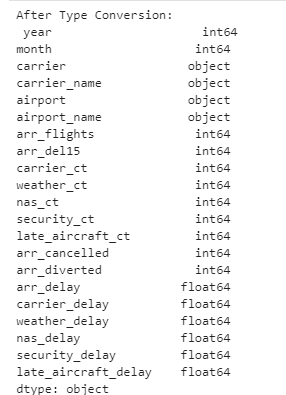 After Type Conversion:
year int64
month int64
carrier object
carrier_name object
airport object
airport_name object
arr_flights int64
arr_del15 int64
carrier_ct int64
weather_ct int64
nas_ct int64
security_ct int64
late_aircraft_ct int64
arr_cancelled int64
arr_diverted int64
arr_delay float64
carrier_delay float64
weather_delay float64
nas_delay float64
security_delay float64
late_aircraft_delay float64
dtype: object